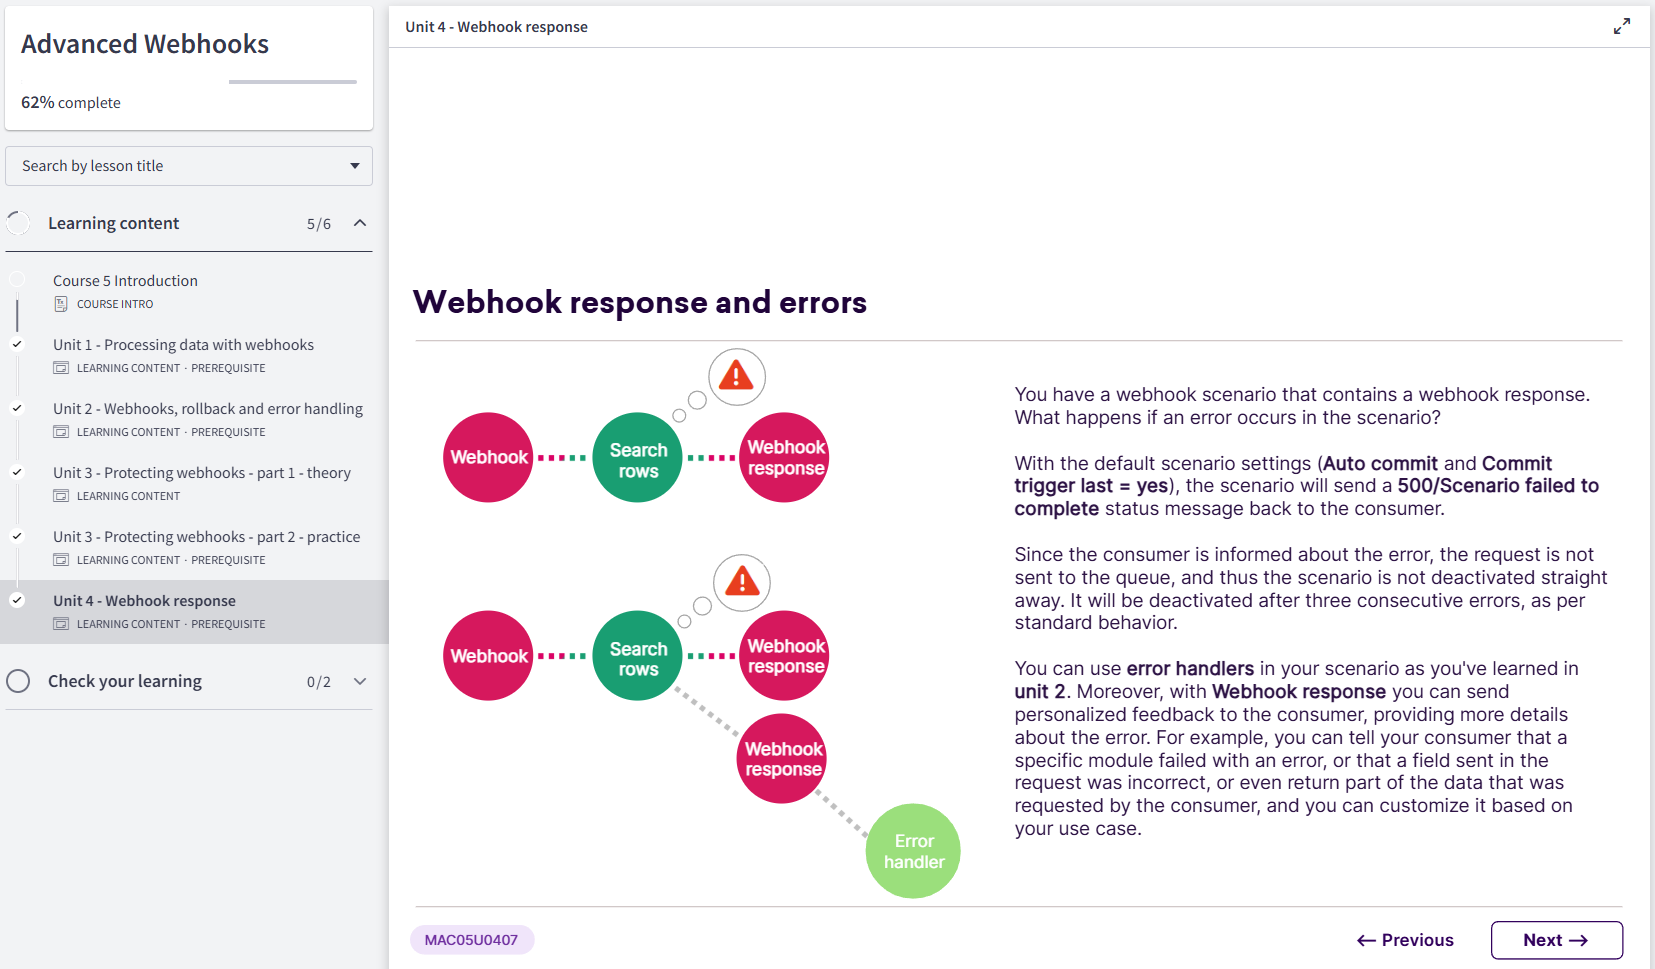 Advanced Webhooks
62% complete
Search by lesson title
Learning content 5/6
Course 5 Introduction
COURSE INTRO
Unit 1 - Processing data with webhooks
LEARNING CONTENT · PREREQUISITE
Unit 2 - Webhooks, rollback and error handling
LEARNING CONTENT · PREREQUISITE
Unit 3 - Protecting webhooks - part 1 - theory
LEARNING CONTENT
Unit 3 - Protecting webhooks - part 2 - practice
LEARNING CONTENT · PREREQUISITE
Unit 4 - Webhook response
LEARNING CONTENT · PREREQUISITE
Check your learning 0/2
Unit 4 - Webhook response
Webhook response and errors
Webhook
Search
rows
Webhook
response
Webhook
Search
rows
Webhook
response
Webhook
response
Error
handler
You have a webhook scenario that contains a webhook response.
What happens if an error occurs in the scenario?
With the default scenario settings (Auto commit and Commit
trigger last = yes), the scenario will send a 500/Scenario failed to
complete status message back to the consumer.
Since the consumer is informed about the error, the request is not
sent to the queue, and thus the scenario is not deactivated straight
away. It will be deactivated after three consecutive errors, as per
standard behavior.
You can use error handlers in your scenario as you've learned in
unit 2. Moreover, with Webhook response you can send
personalized feedback to the consumer, providing more details
about the error. For example, you can tell your consumer that a
specific module failed with an error, or that a field sent in the
request was incorrect, or even return part of the data that was
requested by the consumer, and you can customize it based on
your use case.
MAC05U0407
← Previous
Next →